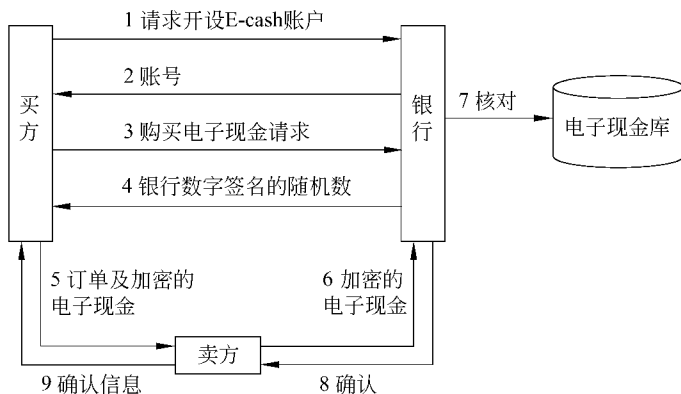 1 请求开设E-cash账户
2 账号
3 购买电子现金请求
4 银行数字签名的随机数
买方
银行
7 核对
电子现金库
5 订单及加密的
电子现金
6 加密的
电子现金
卖方
9 确认信息
8 确认